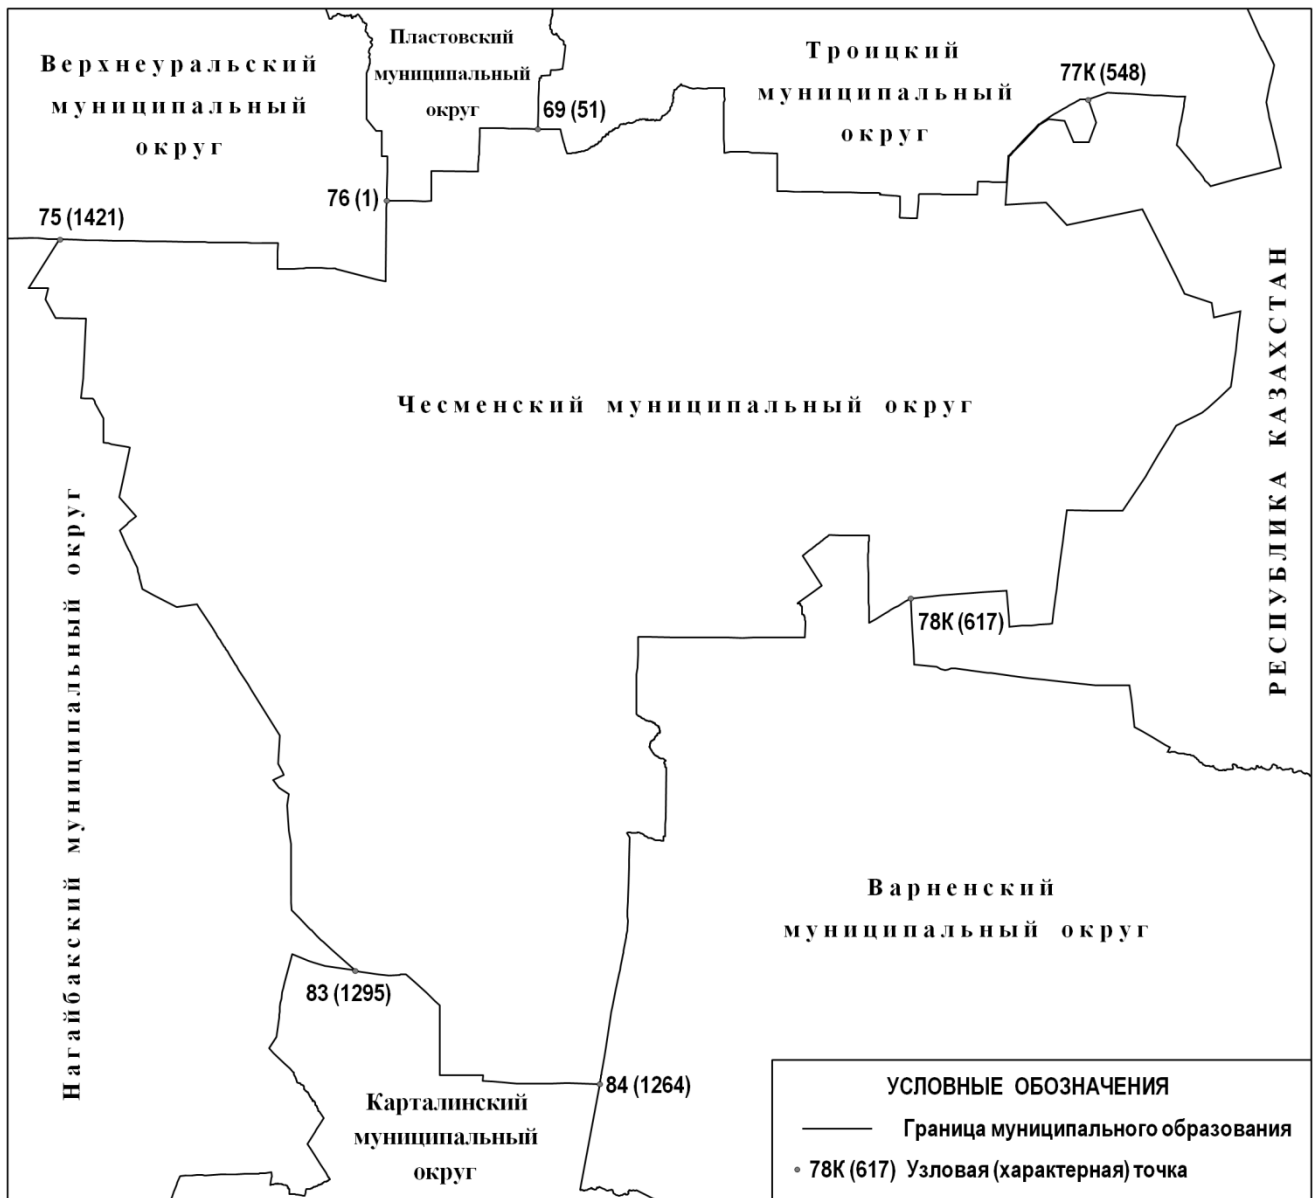 Верхнеуральский
муниципальный
округ
Пластовский
муниципальный
округ
Троицкий
муниципальный
округ
77К (548)
69 (51)
76 (1)
75 (1421)
Чесменский муниципальный округ
РЕСПУБЛИКА КАЗАХСТАН
Нагайбакский муниципальный округ
78К (617)
Варненский
муниципальный округ
83 (1295)
84 (1264)
Карталинский
муниципальный
округ
УСЛОВНЫЕ ОБОЗНАЧЕНИЯ
Граница муниципального образования
78К (617) Узловая (характерная) точка